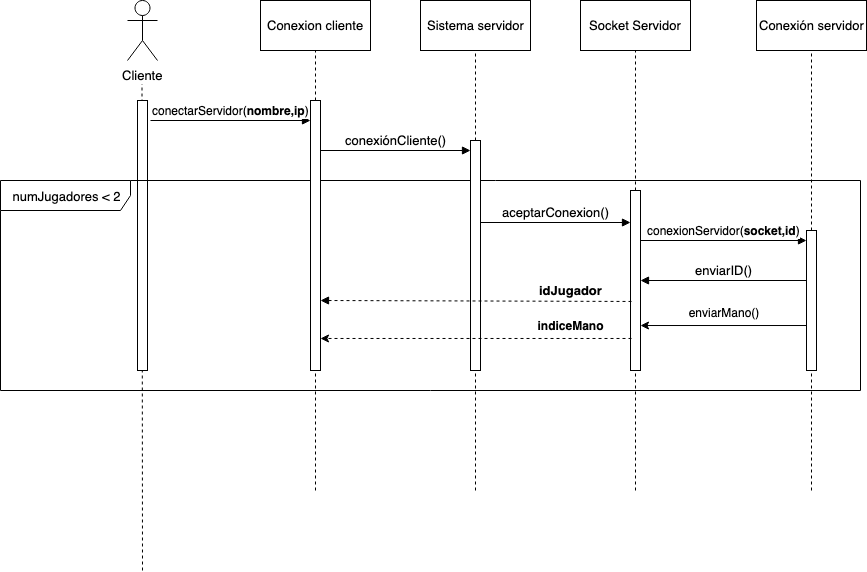 Conexion cliente
Sistema servidor
Socket Servidor
Conexión servidor
Cliente
conectarServidor(nombre,ip)
conexiónCliente()
numJugadores < 2
aceptarConexion()
conexionServidor(socket,id)
enviarID()
idJugador
enviarMano()
indiceMano